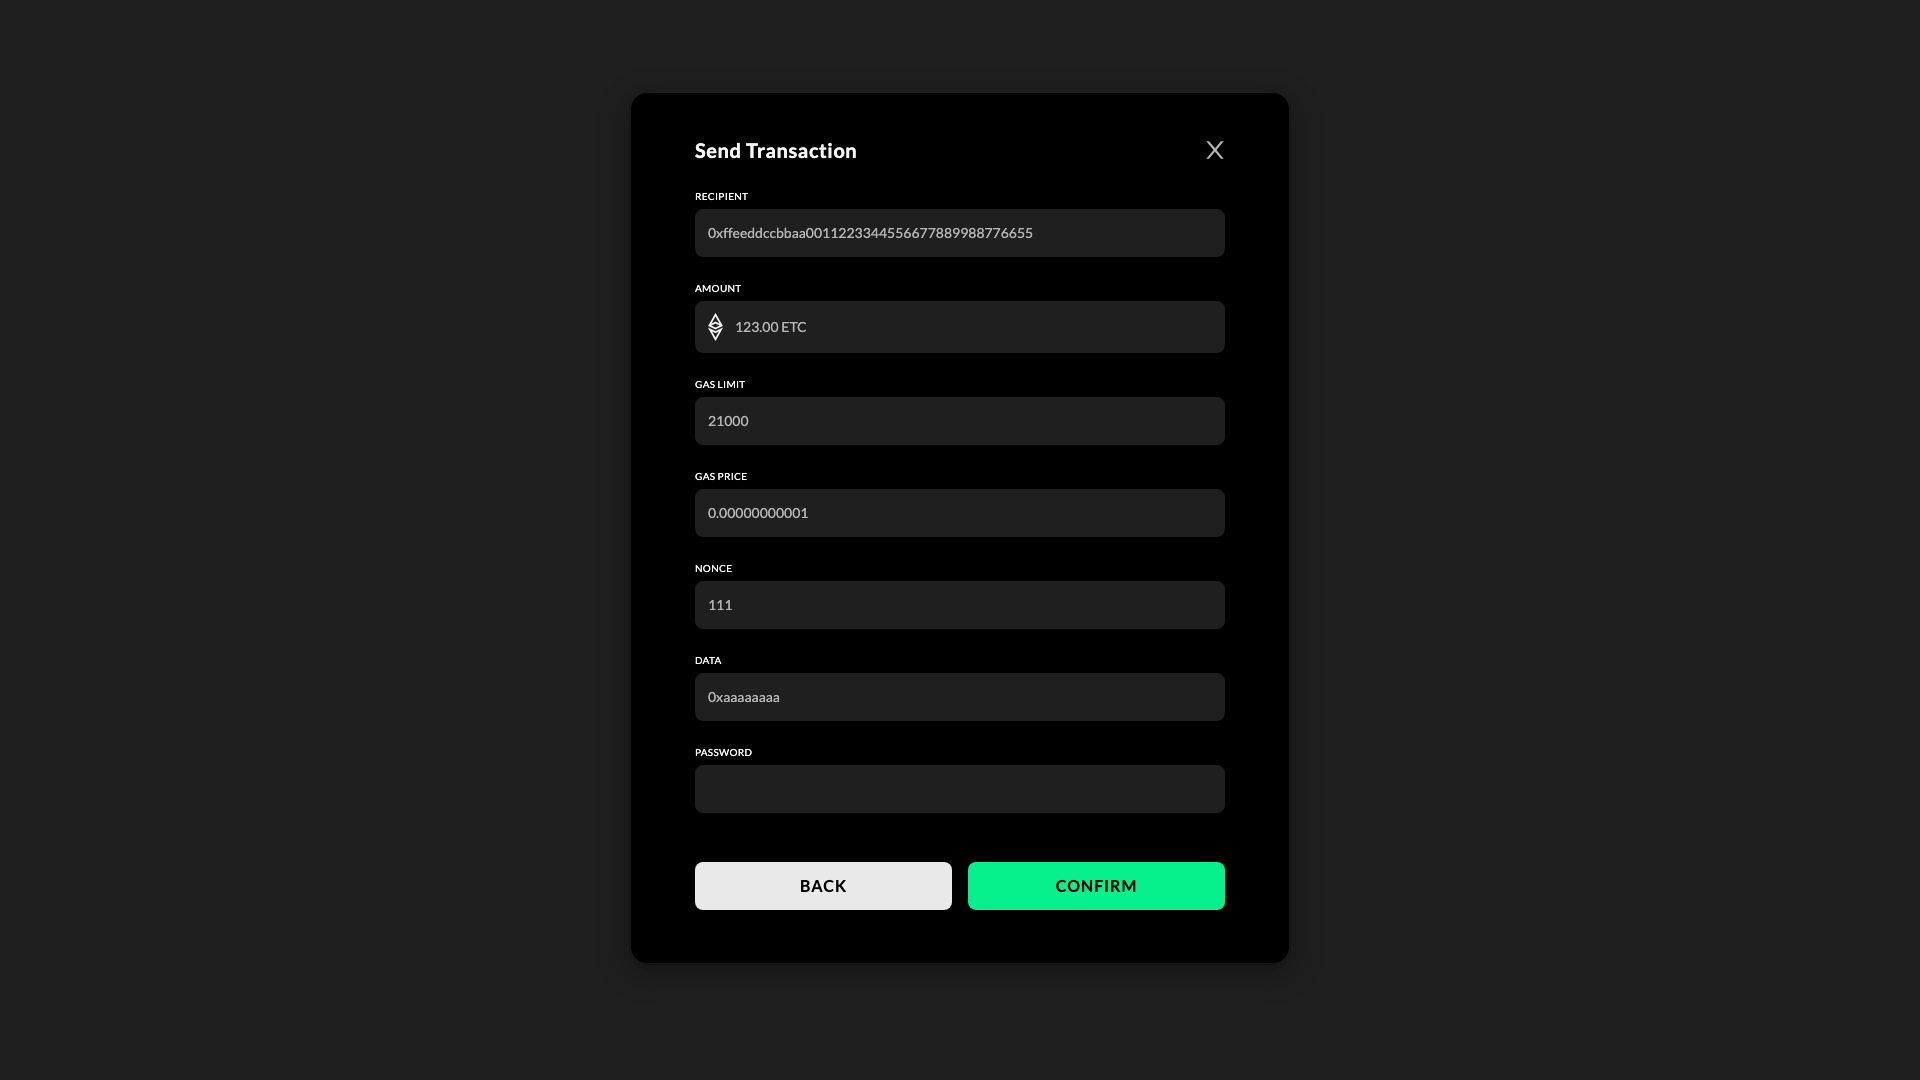 Send Transaction
X
RECIPIENT
0xffeeddccbbaa0011223344556677889988776655
AMOUNT
123.00 ETC
GAS LIMIT
21000
GAS PRICE
0.00000000001
NONCE
111
DATA
0xaaaaaaaa
PASSWORD
BACK
CONFIRM